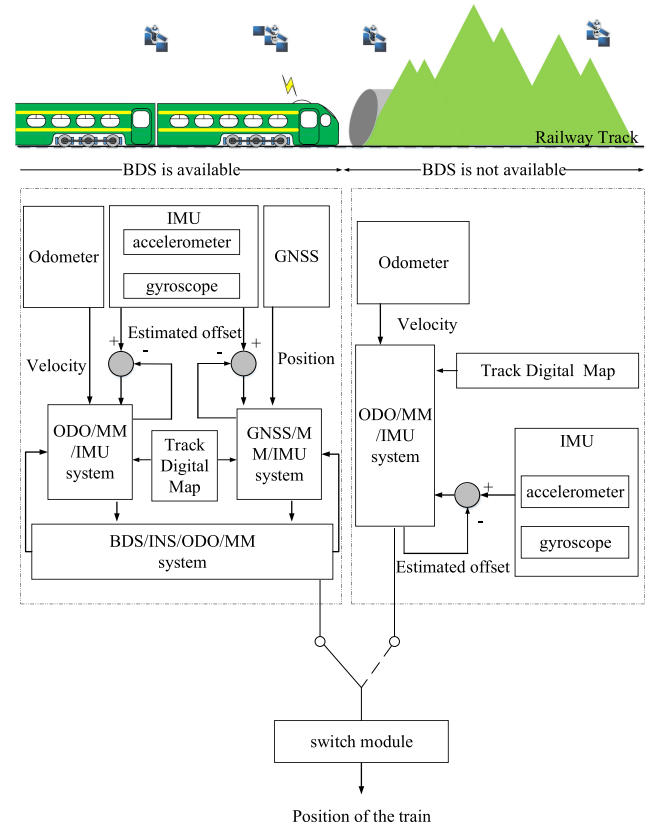 Railway Track
BDS is available
BDS is not available
Odometer
IMU
accelerometer
gyroscope
GNSS
Estimated offset
+
-
-
+
Velocity
Position
ODO/MM
/IMU
system
Track
Digital
Map
GNSS/M
M/IMU
system
BDS/INS/ODO/MM
system
Odometer
Velocity
ODO/MM
/IMU
system
Track Digital Map
IMU
accelerometer
gyroscope
+
-
Estimated offset
switch module
Position of the train